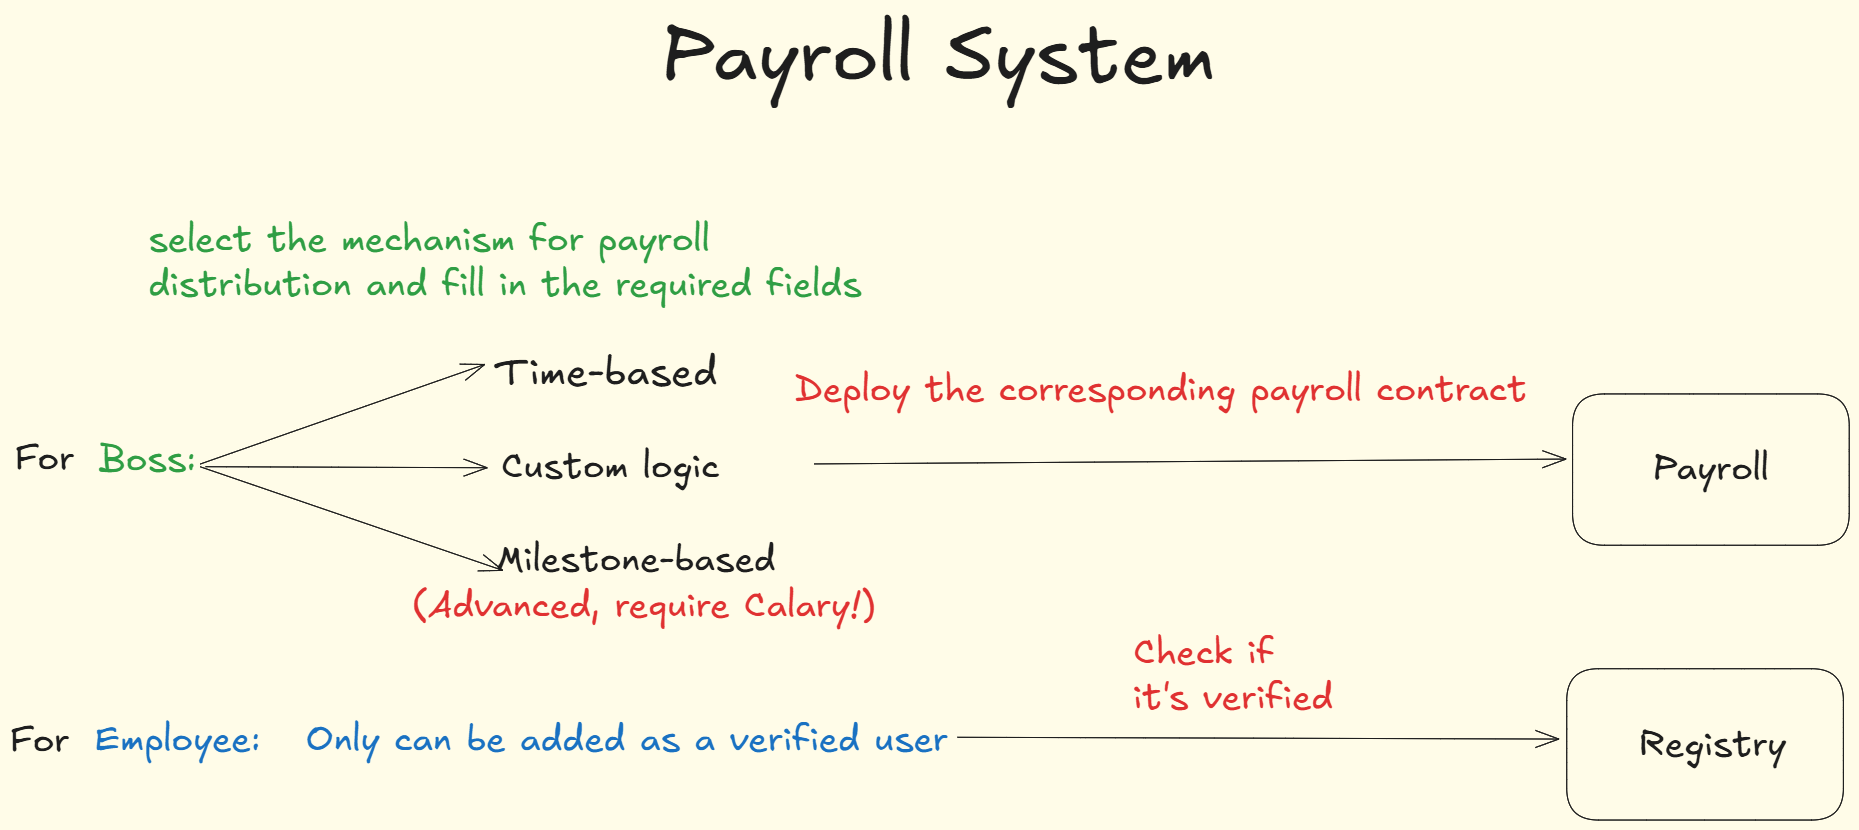 Payroll System
select the mechanism for payroll
distribution and fill in the required fields
Time-based
Deploy the corresponding payroll contract
For Boss:
Custom logic
Payroll
Milestone-based
(Advanced, require Calary!)
Check if
it's verified
For Employee: Only can be added as a verified user
Registry